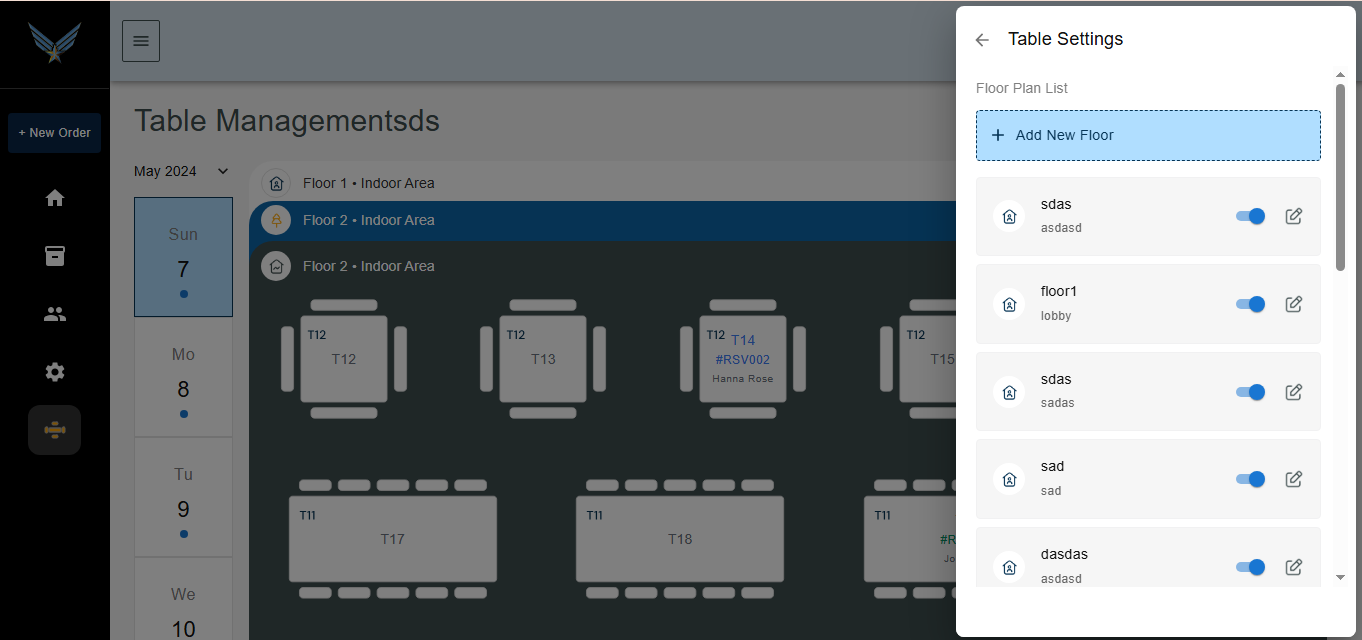 + New Order
Table Managementsds
May 2024
Sun
7
Mo
8
Tu
9
We
10
Floor 1 • Indoor Area
Floor 2 • Indoor Area
Floor 2 • Indoor Area
T12
T12
T12
T13
T12
T14
#RSV002
Hanna Rose
T12
T15
T11
T17
T11
T18
T11
#R
Jo
Table Settings
Floor Plan List
+ Add New Floor
sdas
asdasd
floor1
lobby
sdas
sadas
sad
sad
dasdas
asdasd